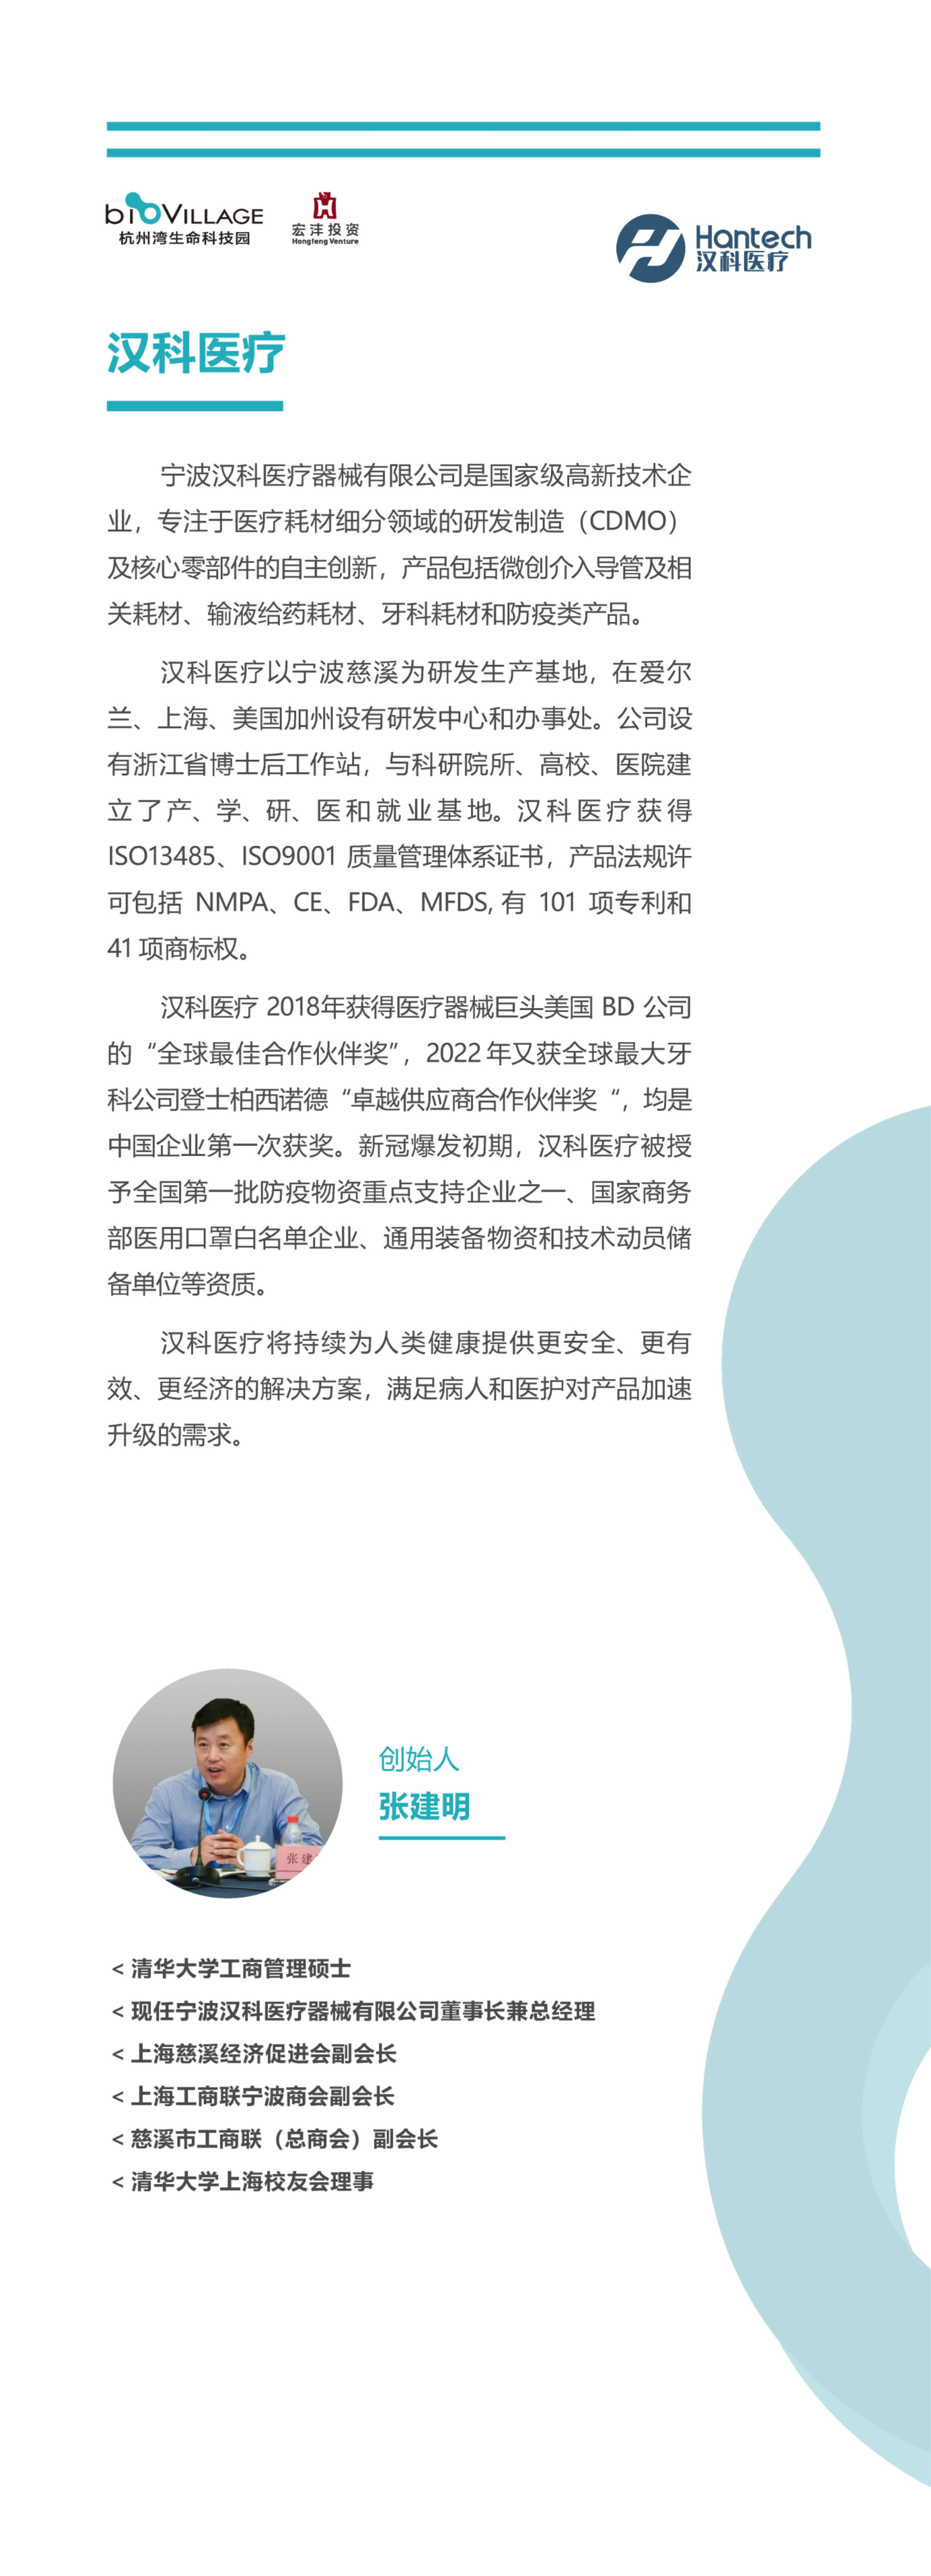 bioVILLAGE
杭州湾生命科技园
宏沣投资
Hongfeng Venture
Hantech
汉科医疗
汉科医疗
宁波汉科医疗器械有限公司是国家级高新技术企
业，专注于医疗耗材细分领域的研发制造（CDMO）
及核心零部件的自主创新，产品包括微创介入导管及相
关耗材、输液给药耗材、牙科耗材和防疫类产品。
汉科医疗以宁波慈溪为研发生产基地，在爱尔
兰、上海、美国加州设有研发中心和办事处。公司设
有浙江省博士后工作站，与科研院所、高校、医院建
立了产、学、研、医和就业基地。汉科医疗获得
ISO13485、ISO9001 质量管理体系证书，产品法规许
可包括 NMPA、CE、FDA、MFDS, 有 101 项专利和
41 项商标权。
汉科医疗 2018年获得医疗器械巨头美国 BD 公司
的“全球最佳合作伙伴奖”，2022 年又获全球最大牙
科公司登士柏西诺德“卓越供应商合作伙伴奖“，均是
中国企业第一次获奖。新冠爆发初期，汉科医疗被授
予全国第一批防疫物资重点支持企业之一、国家商务
部医用口罩白名单企业、通用装备物资和技术动员储
备单位等资质。
汉科医疗将持续为人类健康提供更安全、更有
效、更经济的解决方案，满足病人和医护对产品加速
升级的需求。
创始人
张建明
张 建
< 清华大学工商管理硕士
< 现任宁波汉科医疗器械有限公司董事长兼总经理
< 上海慈溪经济促进会副会长
< 上海工商联宁波商会副会长
< 慈溪市工商联（总商会）副会长
< 清华大学上海校友会理事